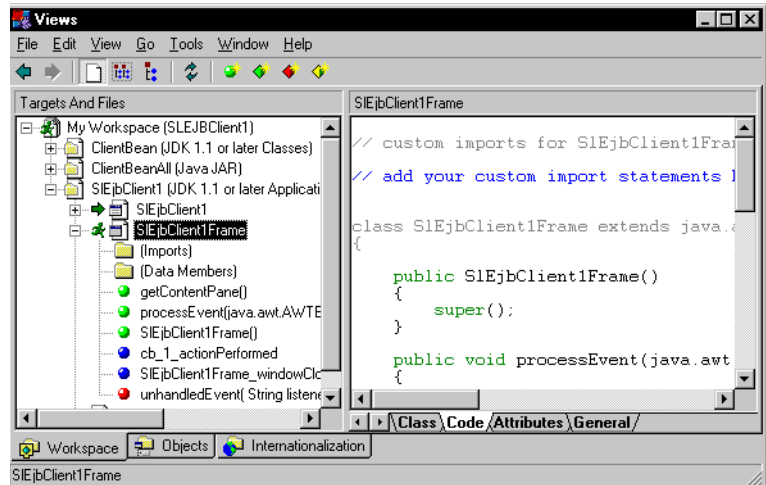 Views
File Edit View Go Tools Window Help
Targets And Files
My Workspace (SLEJBClient1)
ClientBean (JDK 1.1 or later Classes)
ClientBeanAll (Java JAR)
SlEjbClient1 (JDK 1.1 or later Applicati
SlEjbClient1
SlEjbClient1Frame
(Imports)
(Data Members)
getContentPane()
processEvent(java.awt.AWTE
SlEjbClient1Frame()
cb_1_actionPerformed
SlEjbClient1Frame_windowClo
unhandledEvent( String listene
SlEjbClient1Frame
// custom imports for SlEjbClient1Fra
// add your custom import statements
class SlEjbClient1Frame extends java.
{
public SlEjbClient1Frame()
{
super();
}
public void processEvent(java.awt
{
Class Code Attributes General
Workspace Objects Internationalization
SlEjbClient1Frame